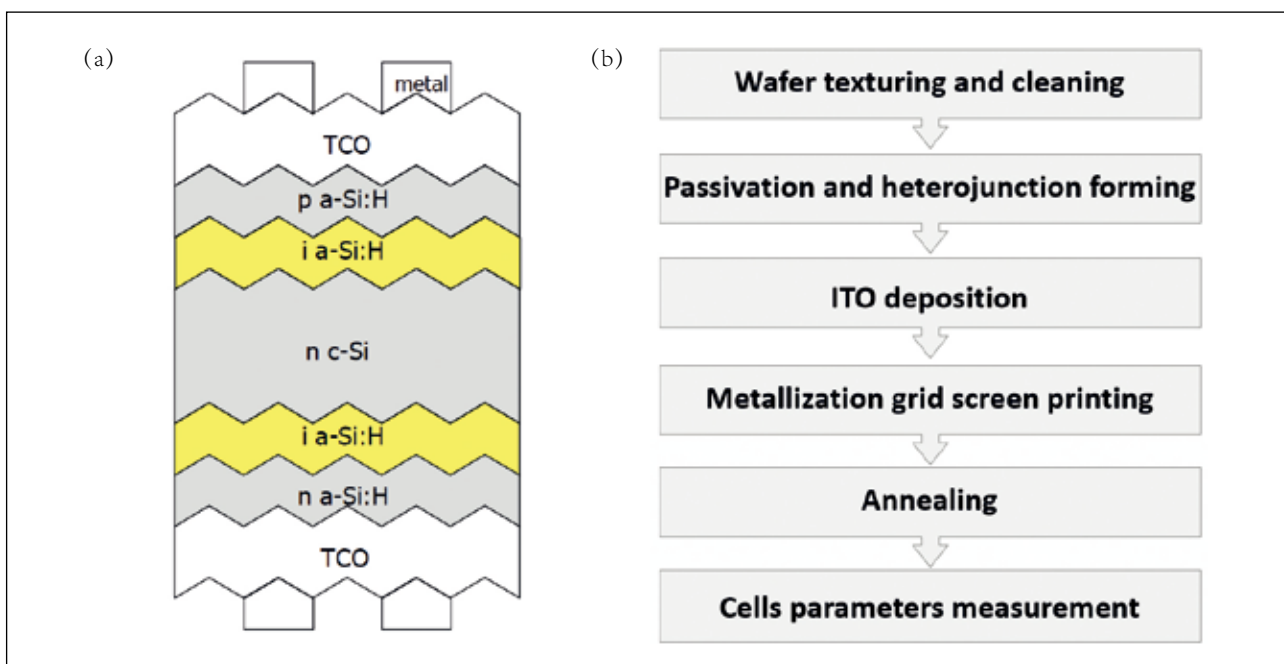 (a)
metal
TCO
p a-Si:H
i a-Si:H
n c-Si
i a-Si:H
n a-Si:H
TCO
(b)
Wafer texturing and cleaning
Passivation and heterojunction forming
ITO deposition
Metallization grid screen printing
Annealing
Cells parameters measurement